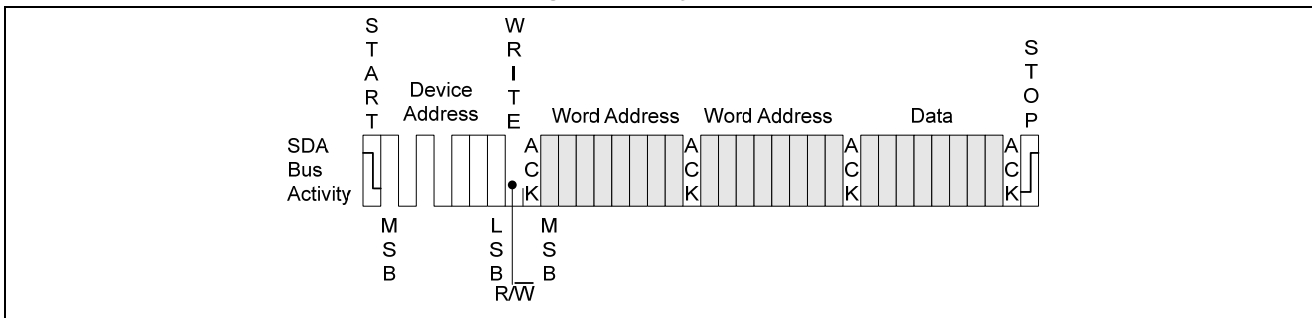 START
WRITE
STOP
Device
Address
Word Address
Word Address
Data
SDA
Bus
Activity
ACK
ACK
ACK
ACK
MSB
LSB
MSB
R/W̅